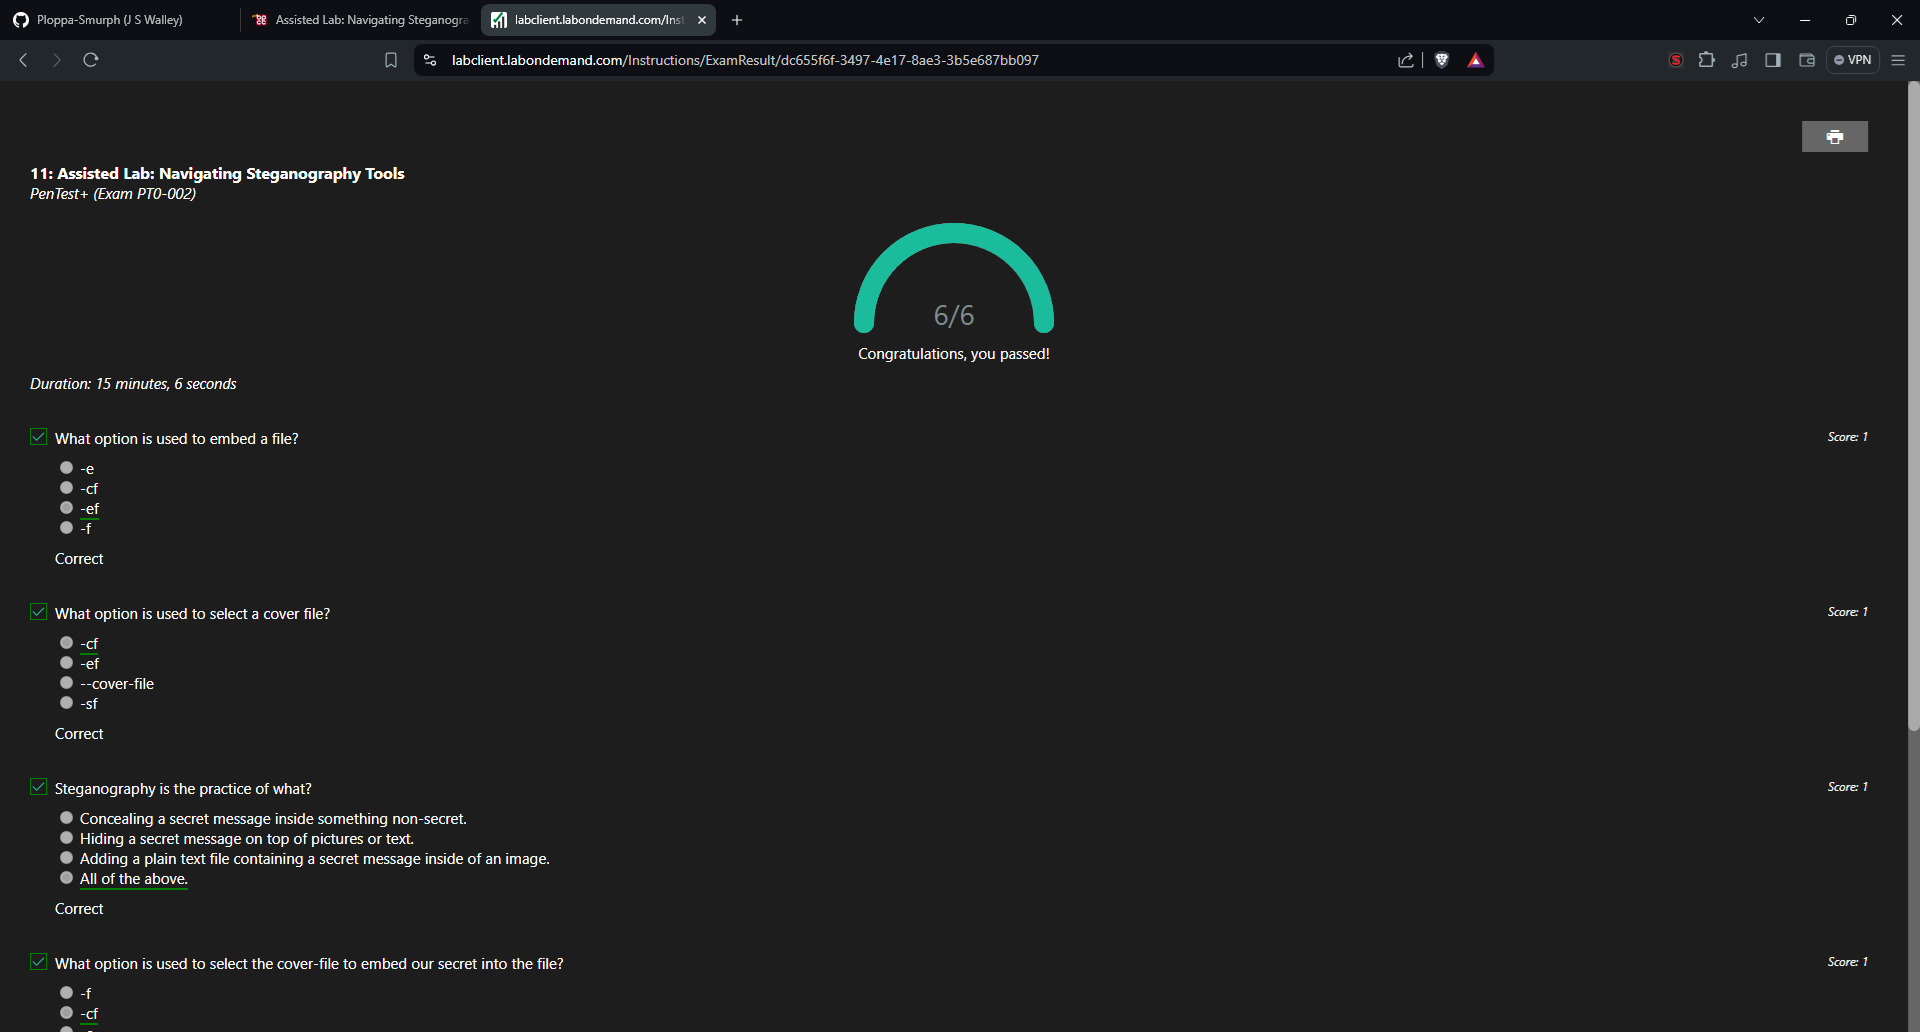 Ploppa-Smurph (J S Walley)
Assisted Lab: Navigating Steganogra
labclient.labondemand.com/Inst
labclient.labondemand.com/Instructions/ExamResult/dc655f6f-3497-4e17-8ae3-3b5e687bb097
VPN
11: Assisted Lab: Navigating Steganography Tools
PenTest+ (Exam PT0-002)
6/6
Congratulations, you passed!
Duration: 15 minutes, 6 seconds
What option is used to embed a file?
Score: 1
-e
-cf
-ef
-f
Correct
What option is used to select a cover file?
Score: 1
-cf
-ef
--cover-file
-sf
Correct
Steganography is the practice of what?
Score: 1
Concealing a secret message inside something non-secret.
Hiding a secret message on top of pictures or text.
Adding a plain text file containing a secret message inside of an image.
All of the above.
Correct
What option is used to select the cover-file to embed our secret into the file?
Score: 1
-f
-cf